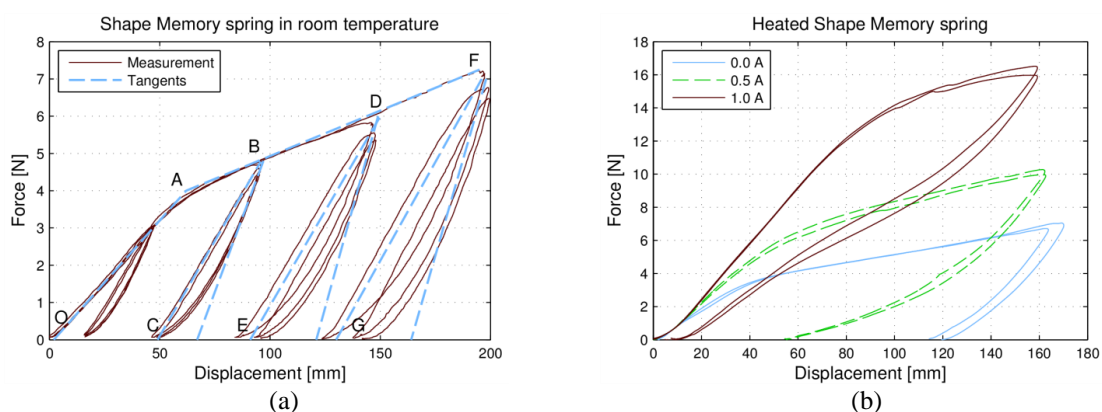 Shape Memory spring in room temperature
8
7
6
5
4
3
2
1
0
Force [N]
Measurement
Tangents
O
A
B
C
D
E
F
G
0
50
100
150
200
Displacement [mm]
(a)
Heated Shape Memory spring
18
16
14
12
10
8
6
4
2
0
Force [N]
0.0 A
0.5 A
1.0 A
0
20
40
60
80
100
120
140
160
180
Displacement [mm]
(b)